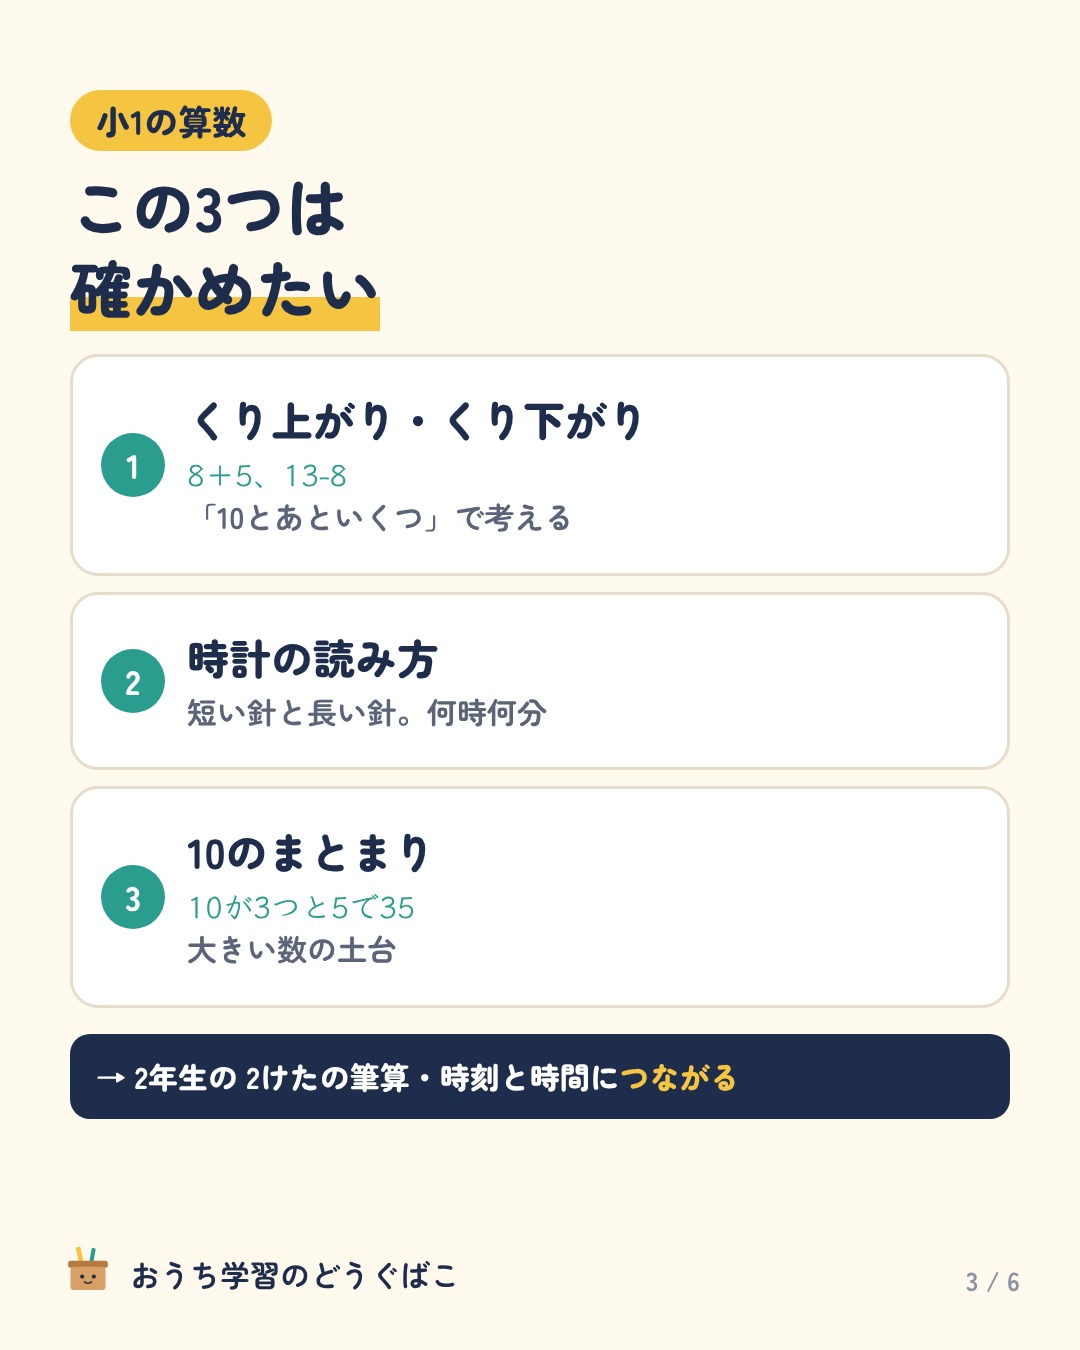 小1の算数
この3つは
確かめたい
1
くり上がり・くり下がり
8+5、13-8
「10とあといくつ」で考える
2
時計の読み方
短い針と長い針。何時何分
3
10のまとまり
10が3つと5で35
大きい数の土台
→ 2年生の 2けたの筆算・時刻と時間につながる
おうち学習のどうぐばこ
3 / 6